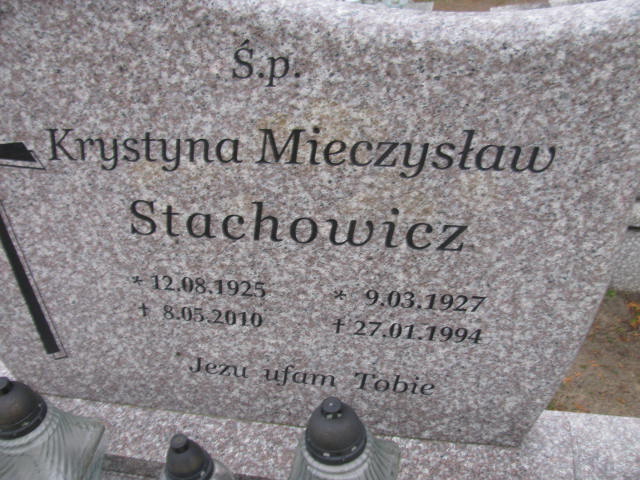 Ś.p.
Krystyna Mieczysław
Stachowicz
* 12.08.1925 * 9.03.1927
† 8.05.2010 † 27.01.1994
Jezu ufam Tobie